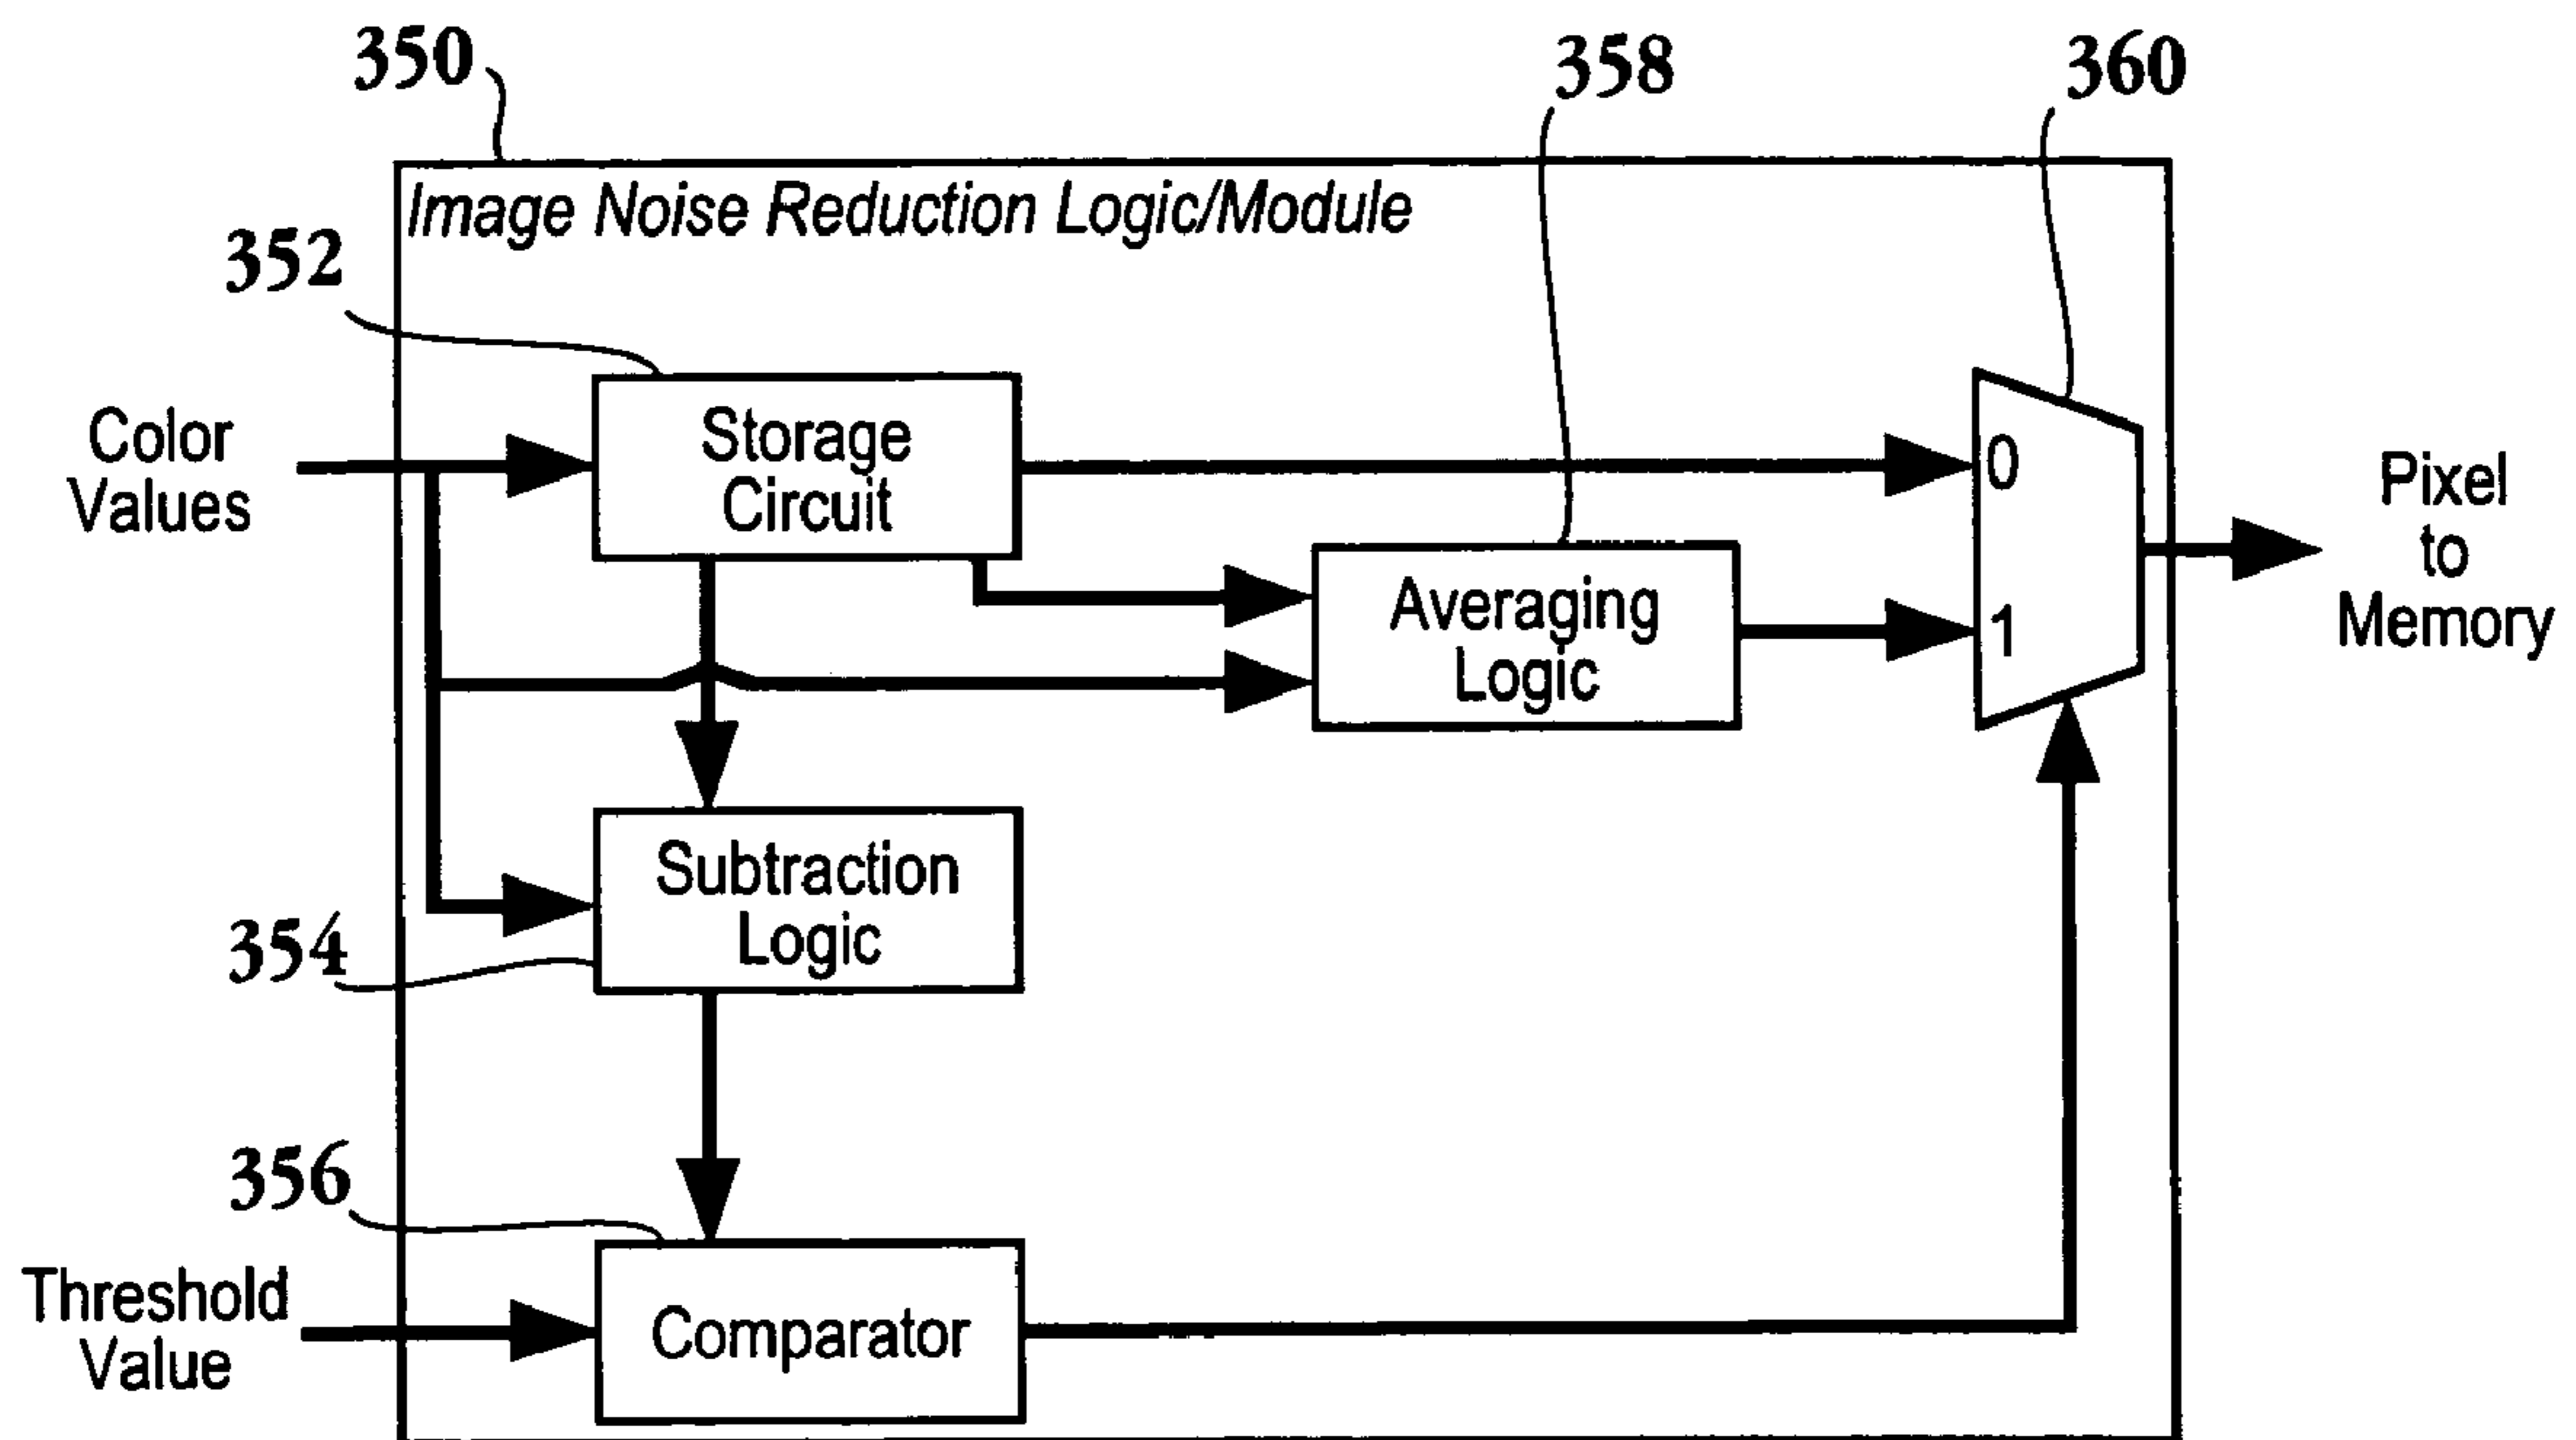 350
358
360
Image Noise Reduction Logic/Module
352
Color
Values
Storage
Circuit
0
Pixel
to
Memory
Averaging
Logic
1
Subtraction
Logic
354
356
Threshold
Value
Comparator